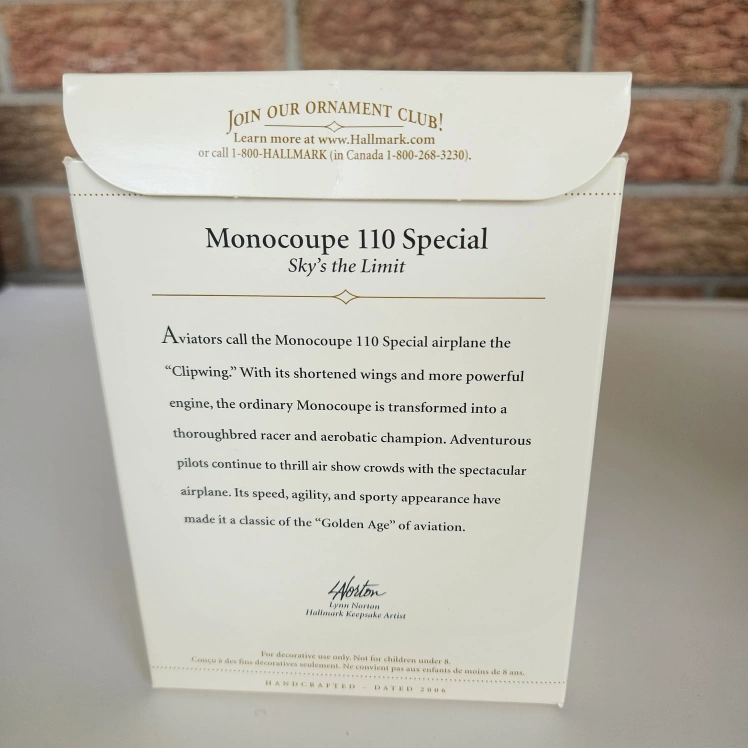 JOIN OUR ORNAMENT CLUB!
Learn more at www.Hallmark.com
or call 1-800-HALLMARK (in Canada 1-800-268-3230).
Monocoupe 110 Special
Sky's the Limit
Aviators call the Monocoupe 110 Special airplane the
“Clipwing.” With its shortened wings and more powerful
engine, the ordinary Monocoupe is transformed into a
thoroughbred racer and aerobatic champion. Adventurous
pilots continue to thrill air show crowds with the spectacular
airplane. Its speed, agility, and sporty appearance have
made it a classic of the “Golden Age” of aviation.
LNorton
Lynn Norton
Hallmark Keepsake Artist
For decorative use only. Not for children under 8.
Conçu à des fins décoratives seulement. Ne convient pas aux enfants de moins de 8 ans.
HANDCRAFTED – DATED 2006